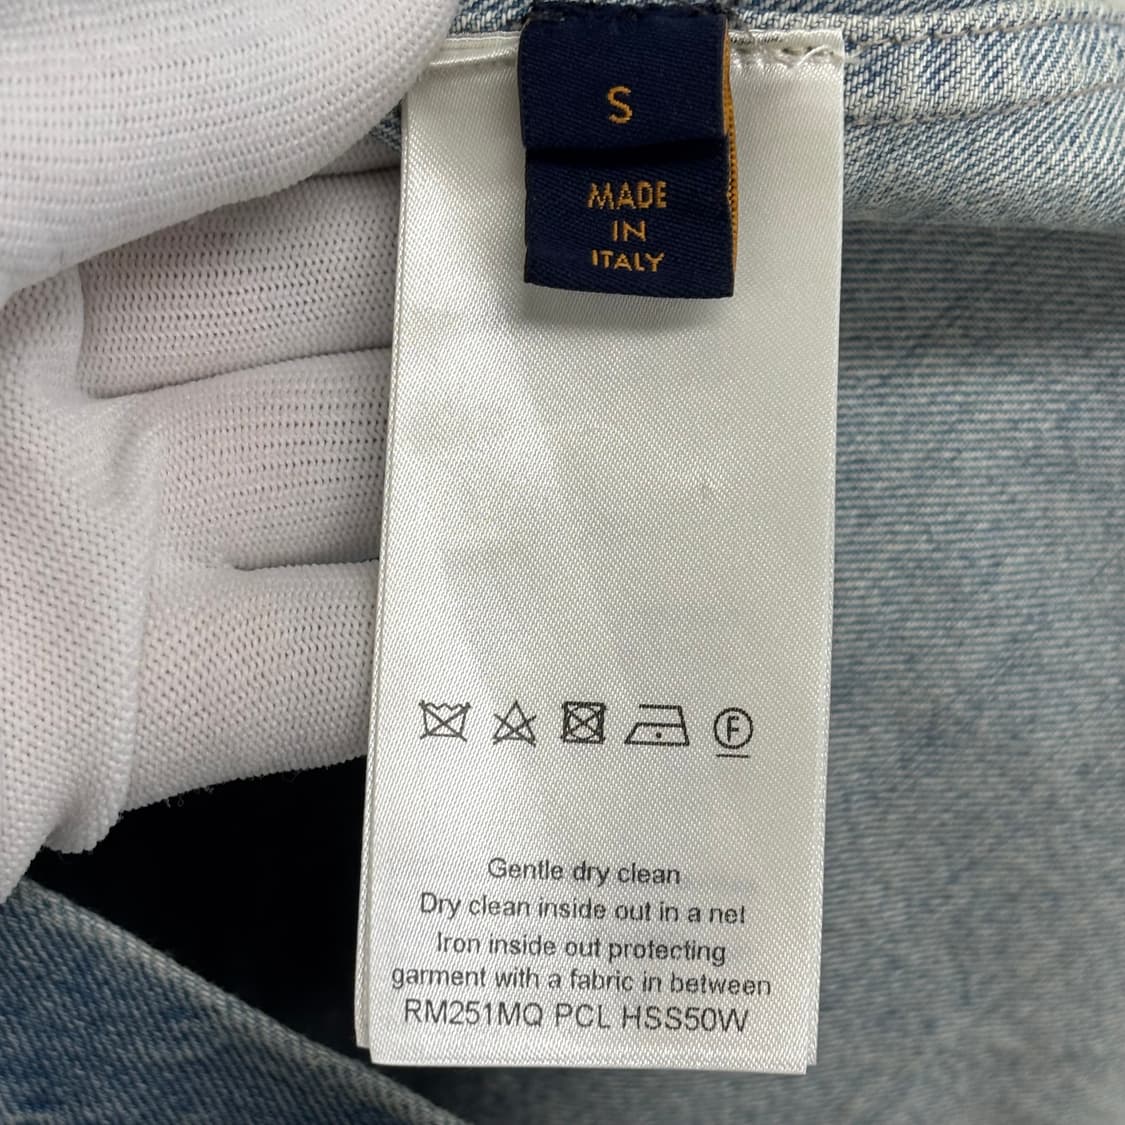 S
MADE
IN
ITALY
F
Gentle dry clean
Dry clean inside out in a net
Iron inside out protecting
garment with a fabric in between
RM251MQ PCL HSS50W